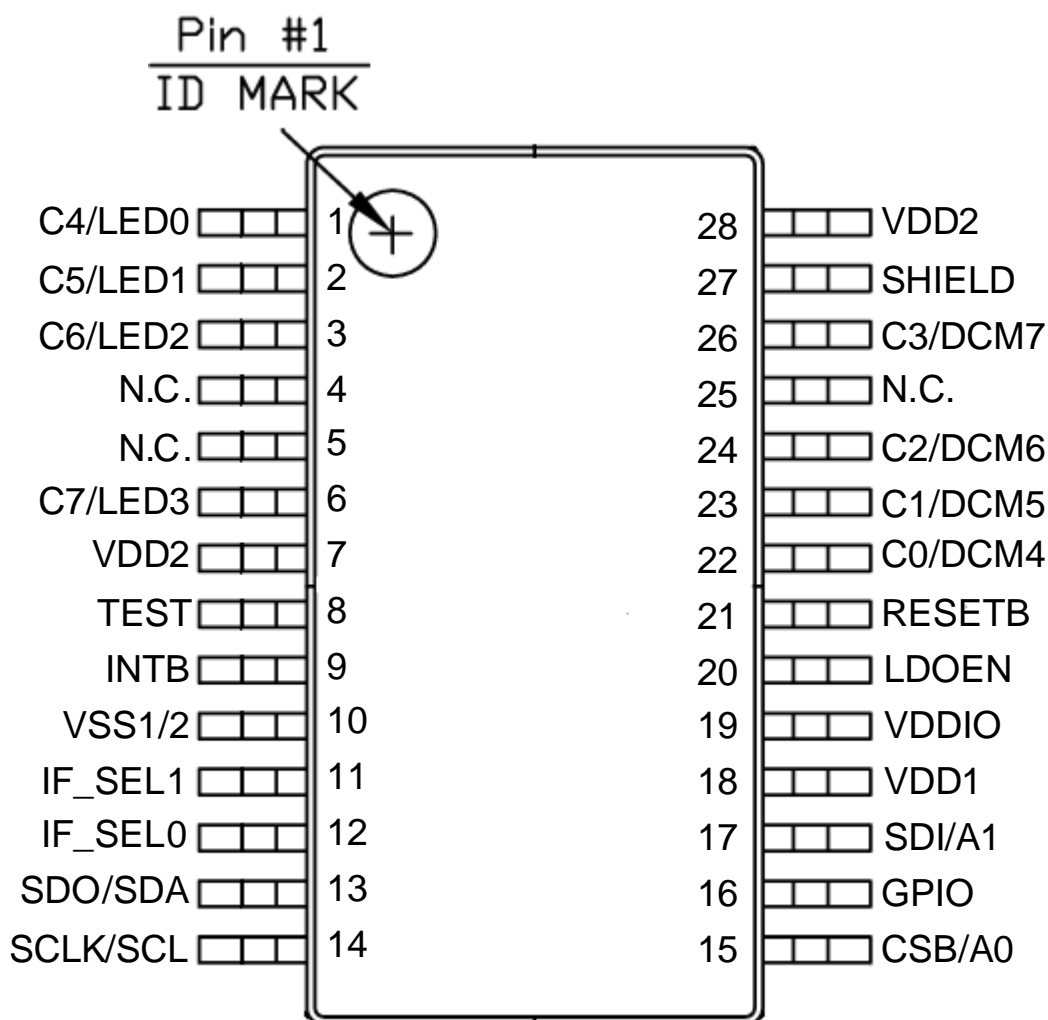 Pin #1
ID MARK
C4/LED0 1 28 VDD2
C5/LED1 2 27 SHIELD
C6/LED2 3 26 C3/DCM7
N.C. 4 25 N.C.
N.C. 5 24 C2/DCM6
C7/LED3 6 23 C1/DCM5
VDD2 7 22 C0/DCM4
TEST 8 21 RESETB
INTB 9 20 LDOEN
VSS1/2 10 19 VDDIO
IF_SEL1 11 18 VDD1
IF_SEL0 12 17 SDI/A1
SDO/SDA 13 16 GPIO
SCLK/SCL 14 15 CSB/A0